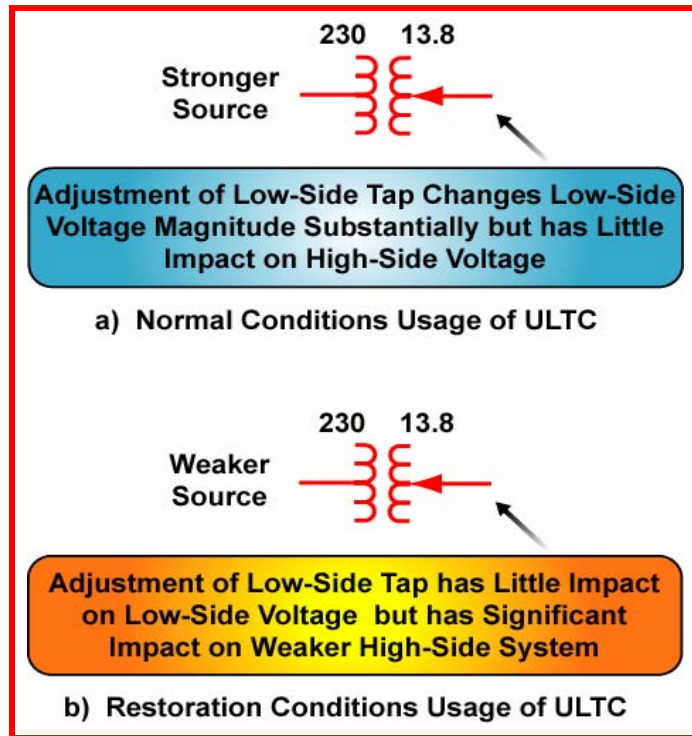 230 13.8
Stronger
Source
Adjustment of Low-Side Tap Changes Low-Side
Voltage Magnitude Substantially but has Little
Impact on High-Side Voltage
a) Normal Conditions Usage of ULTC
230 13.8
Weaker
Source
Adjustment of Low-Side Tap has Little Impact
on Low-Side Voltage but has Significant
Impact on Weaker High-Side System
b) Restoration Conditions Usage of ULTC